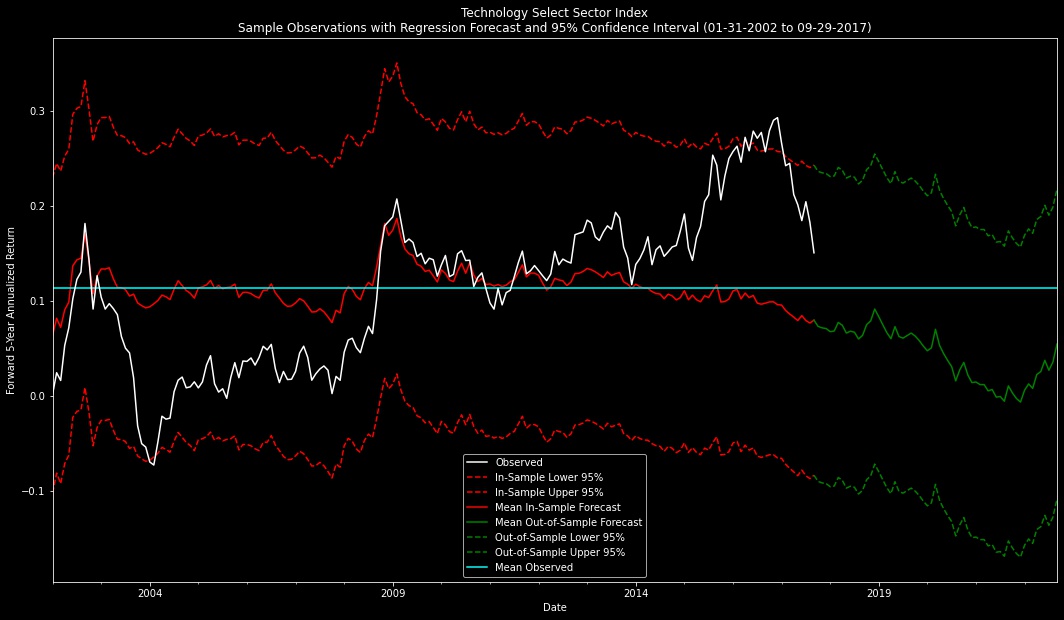 Technology Select Sector Index
Sample Observations with Regression Forecast and 95% Confidence Interval (01-31-2002 to 09-29-2017)
Forward 5-Year Annualized Return
0.3
0.2
0.1
0.0
−0.1
Observed
In-Sample Lower 95%
In-Sample Upper 95%
Mean In-Sample Forecast
Mean Out-of-Sample Forecast
Out-of-Sample Lower 95%
Out-of-Sample Upper 95%
Mean Observed
2004
2009
2014
2019
Date